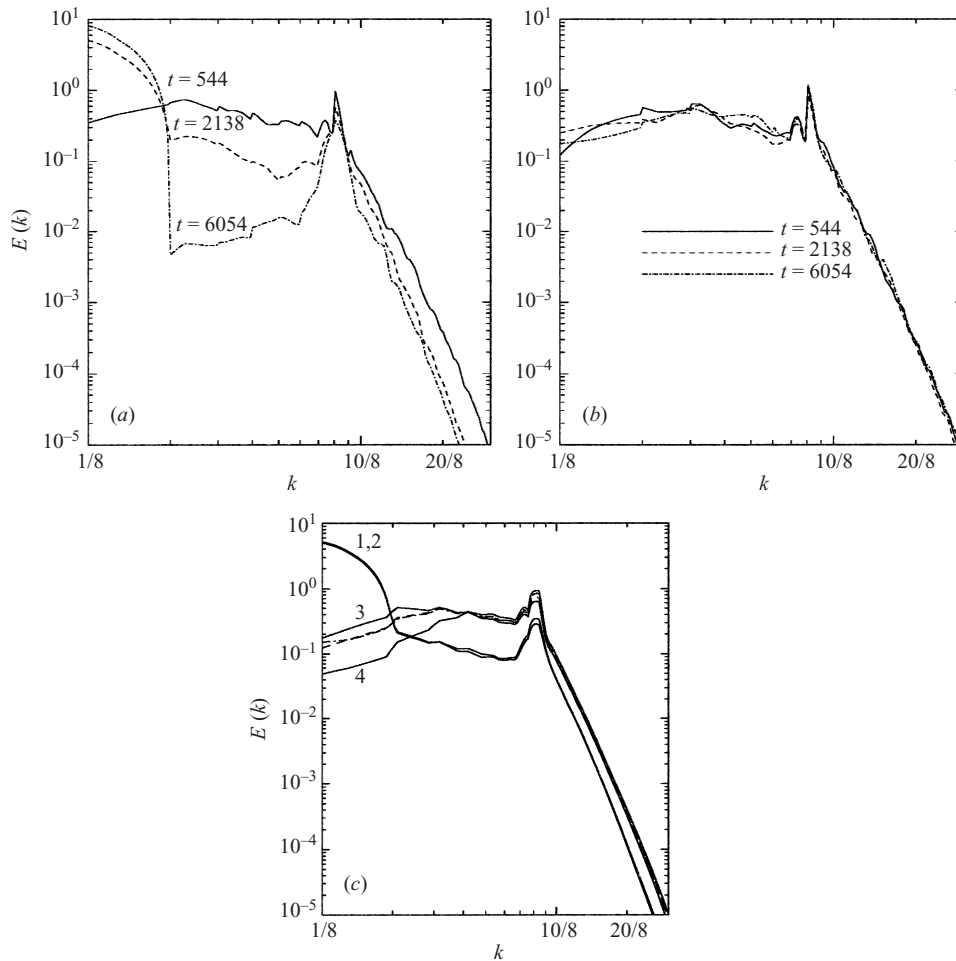 10^1
10^0
10^-1
10^-2
10^-3
10^-4
10^-5
E (k)
t = 544
t = 2138
t = 6054
(a)
1/8
10/8
20/8
k
10^1
10^0
10^-1
10^-2
10^-3
10^-4
10^-5
t = 544
t = 2138
t = 6054
(b)
1/8
10/8
20/8
k
10^1
10^0
10^-1
10^-2
10^-3
10^-4
10^-5
E (k)
1,2
3
4
(c)
1/8
10/8
20/8
k